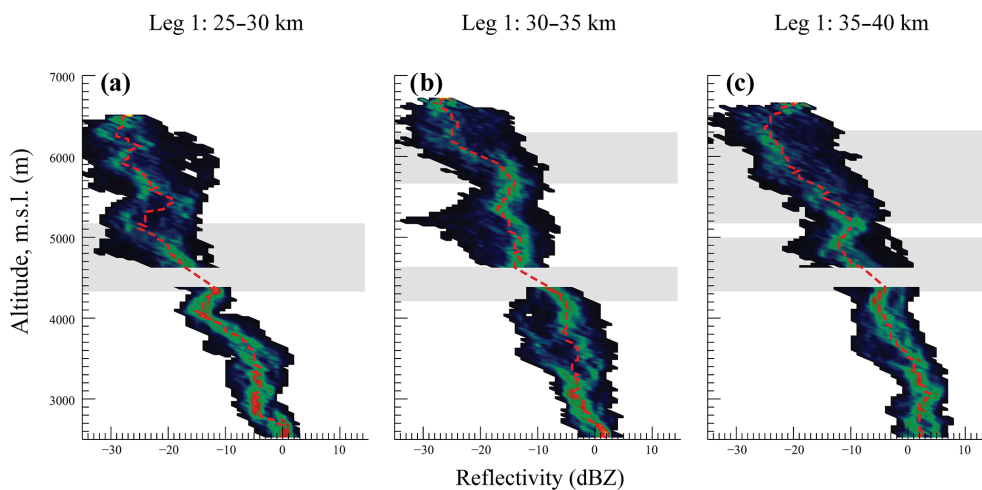 Leg 1: 25–30 km Leg 1: 30–35 km Leg 1: 35–40 km
(a) (b) (c)
Altitude, m.s.l. (m)
7000
6000
5000
4000
3000
−30 −20 −10 0 10 −30 −20 −10 0 10 −30 −20 −10 0 10
Reflectivity (dBZ)